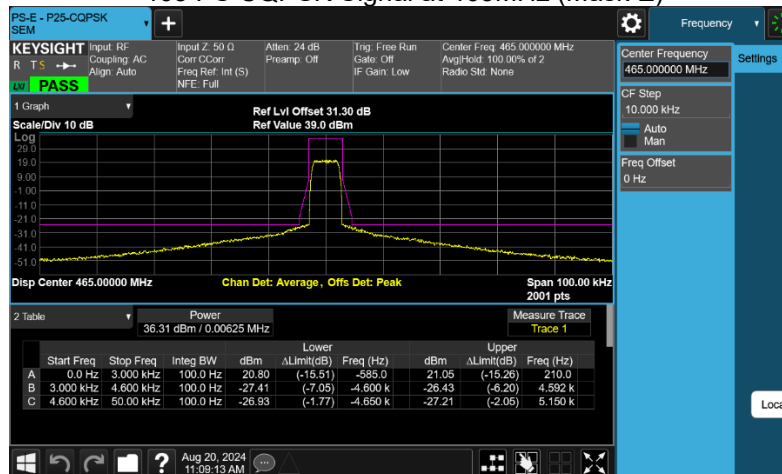 PS-E - P25-CQPSK
SEM
Frequency
KEYSIGHT
R T S
LXI
PASS
Input: RF
Coupling: AC
Align: Auto
Input Z: 50 Ω
Corr CCorr
Freq Ref: Int (S)
NFE: Full
Atten: 24 dB
Preamp: Off
Trig: Free Run
Gate: Off
IF Gain: Low
Center Freq: 465.000000 MHz
Avg|Hold: 100.00% of 2
Radio Std: None
Center Frequency
465.000000 MHz
Settings
CF Step
10.000 kHz
Auto
Man
Freq Offset
0 Hz
1 Graph
Scale/Div 10 dB
Ref Lvl Offset 31.30 dB
Ref Value 39.0 dBm
Log
29.0
19.0
9.00
-1.00
-11.0
-21.0
-31.0
-41.0
-51.0
Disp Center 465.00000 MHz
Chan Det: Average, Offs Det: Peak
Span 100.00 kHz
2001 pts
2 Table
Power
36.31 dBm / 0.00625 MHz
Measure Trace
Trace 1
Lower Upper
Start Freq Stop Freq Integ BW dBm ΔLimit(dB) Freq (Hz) dBm ΔLimit(dB) Freq (Hz)
A 0.0 Hz 3.000 kHz 100.0 Hz 20.80 (-15.51) -585.0 21.05 (-15.26) 210.0
B 3.000 kHz 4.600 kHz 100.0 Hz -27.41 (-7.05) -4.600 k -26.43 (-6.20) 4.592 k
C 4.600 kHz 50.00 kHz 100.0 Hz -26.93 (-1.77) -4.650 k -27.21 (-2.05) 5.150 k
Loca
?
Aug 20, 2024
11:09:13 AM